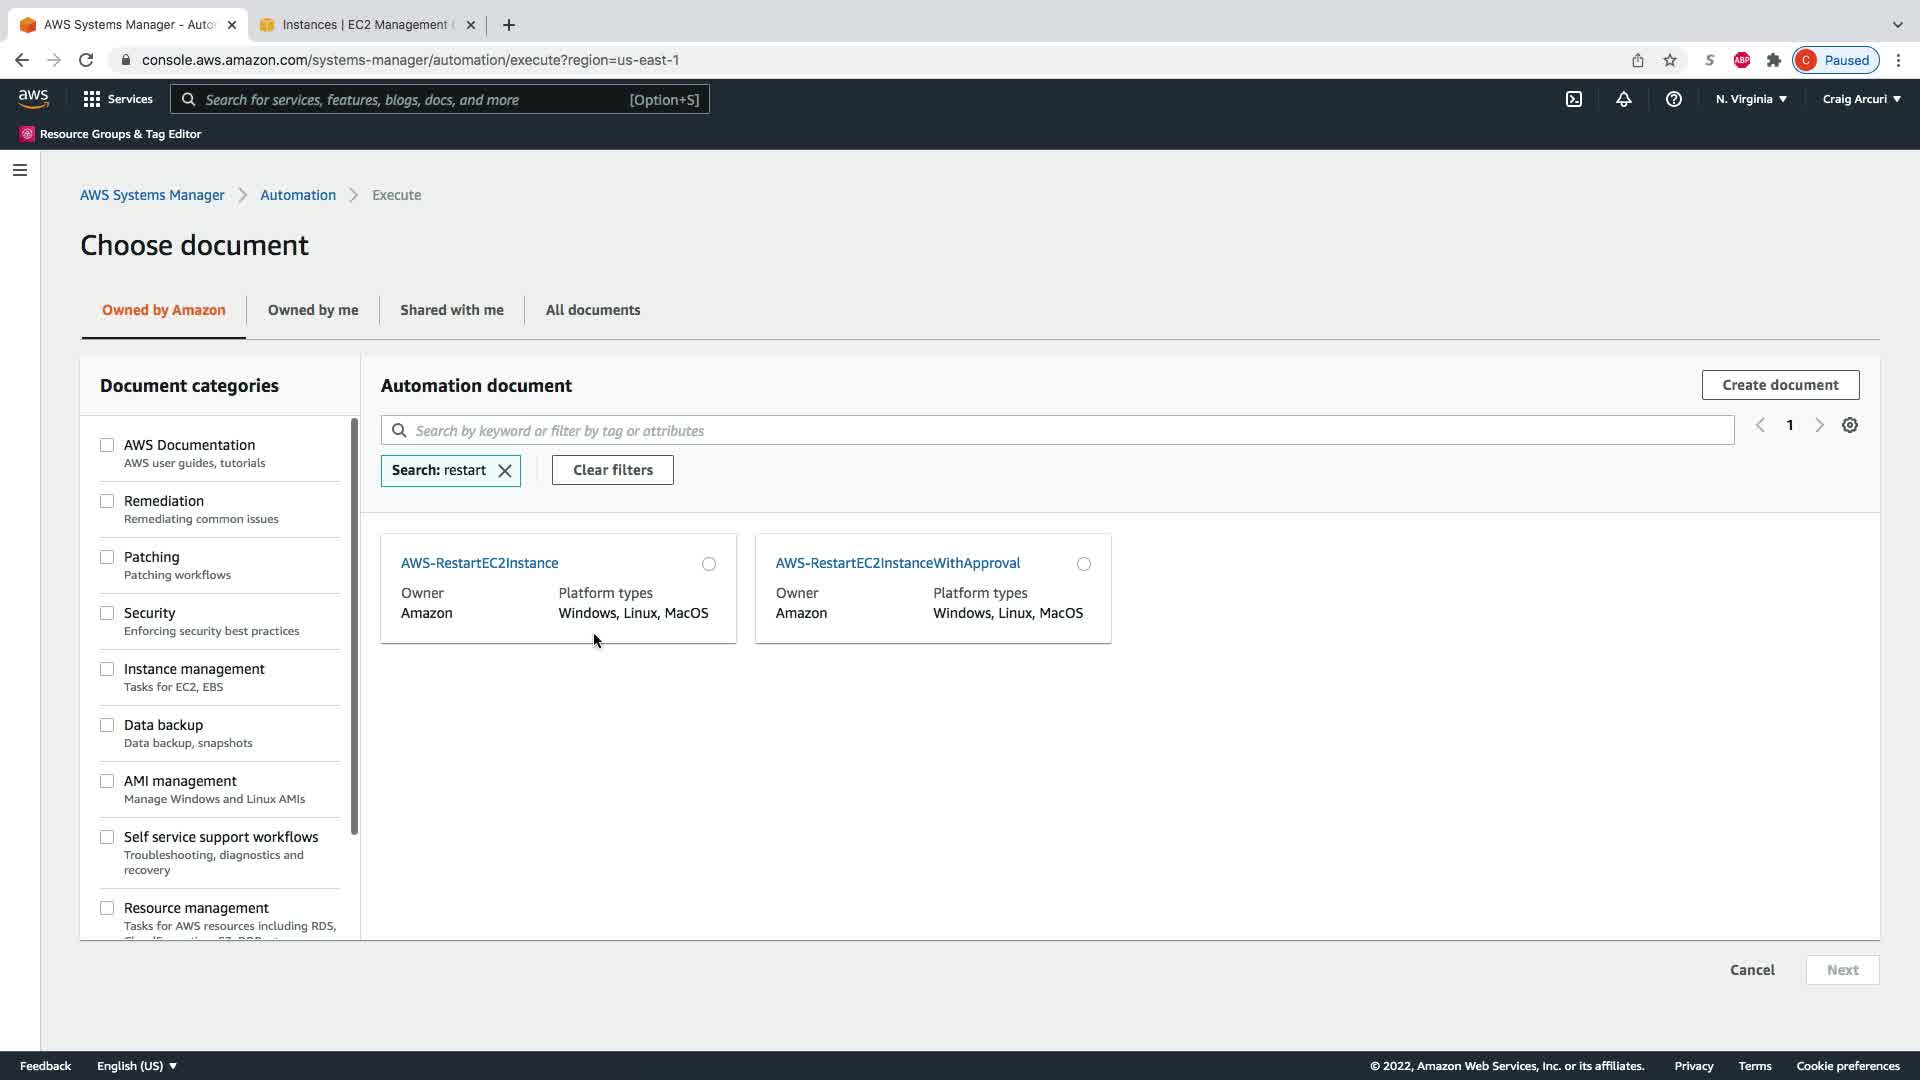 AWS Systems Manager - Auto
Instances | EC2 Management
console.aws.amazon.com/systems-manager/automation/execute?region=us-east-1
S
ABP
C
Paused
aws
Services
Search for services, features, blogs, docs, and more
[Option+S]
N. Virginia
Craig Arcuri
Resource Groups & Tag Editor
AWS Systems Manager
Automation
Execute
Choose document
Owned by Amazon
Owned by me
Shared with me
All documents
Document categories
AWS Documentation
AWS user guides, tutorials
Remediation
Remediating common issues
Patching
Patching workflows
Security
Enforcing security best practices
Instance management
Tasks for EC2, EBS
Data backup
Data backup, snapshots
AMI management
Manage Windows and Linux AMIs
Self service support workflows
Troubleshooting, diagnostics and
recovery
Resource management
Tasks for AWS resources including RDS,
Automation document
Create document
Search by keyword or filter by tag or attributes
1
Search: restart
Clear filters
AWS-RestartEC2Instance
Owner
Platform types
Amazon
Windows, Linux, MacOS
AWS-RestartEC2InstanceWithApproval
Owner
Platform types
Amazon
Windows, Linux, MacOS
Cancel
Next
Feedback
English (US)
© 2022, Amazon Web Services, Inc. or its affiliates.
Privacy
Terms
Cookie preferences